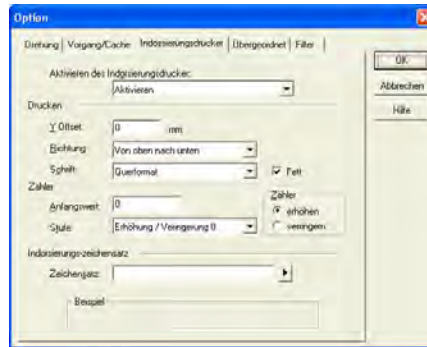 Option
Drehung Vorgang/Cache Indossierungsdrucker Übergeordnet Filter
OK
Abbrechen
Hilfe
Aktivieren des Indossierungsdrucker:
Aktivieren
Drucken
Y Offset: 0 mm
Richtung: Von oben nach unten
Schrift: Querformat Fett
Zähler
Anfangswert: 0
Zähler
erhöhen
verringern
Stufe: Erhöhung / Verringerung 0
Indossierungs-zeichensatz
Zeichensatz:
Beispiel